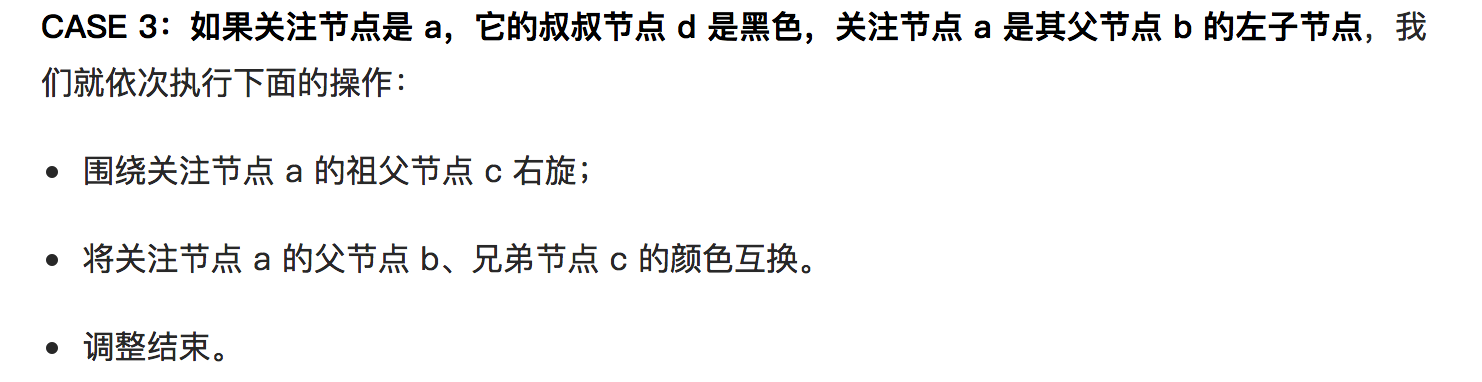 CASE 3：如果关注节点是 a，它的叔叔节点 d 是黑色，关注节点 a 是其父节点 b 的左子节点，我
们就依次执行下面的操作：
• 围绕关注节点 a 的祖父节点 c 右旋；
• 将关注节点 a 的父节点 b、兄弟节点 c 的颜色互换。
• 调整结束。